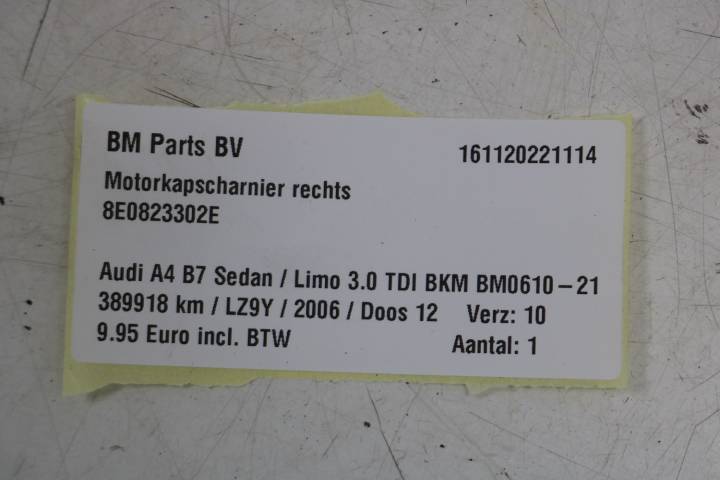 BM Parts BV 161120221114
Motorkapscharnier rechts
8E0823302E
Audi A4 B7 Sedan / Limo 3.0 TDI BKM BM0610-21
389918 km / LZ9Y / 2006 / Doos 12 Verz: 10
9.95 Euro incl. BTW Aantal: 1